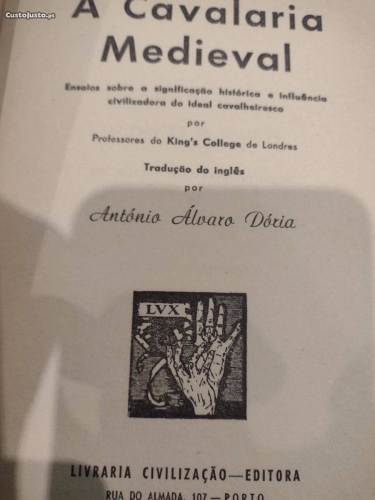 CustoJusto.pt
A Cavalaria
Medieval
Ensaios sobre a significação histórica e influência
civilizadora do ideal cavalheiresco
por
Professores do King's College de Londres
Tradução do inglês
por
António Álvaro Dória
LVX
LIVRARIA CIVILIZAÇÃO—EDITORA
RUA DO ALMADA, 107 — PORTO